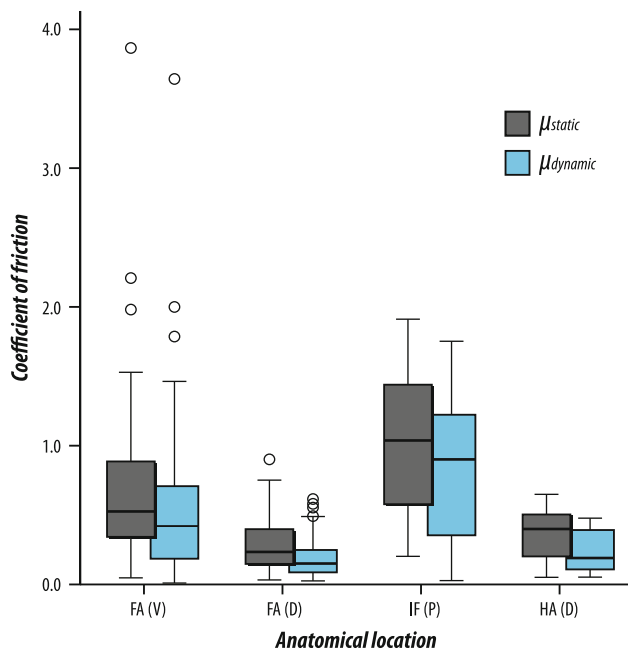 4.0
3.0
2.0
1.0
0.0
Coefficient of friction
μstatic
μdynamic
FA (V)
FA (D)
IF (P)
HA (D)
Anatomical location